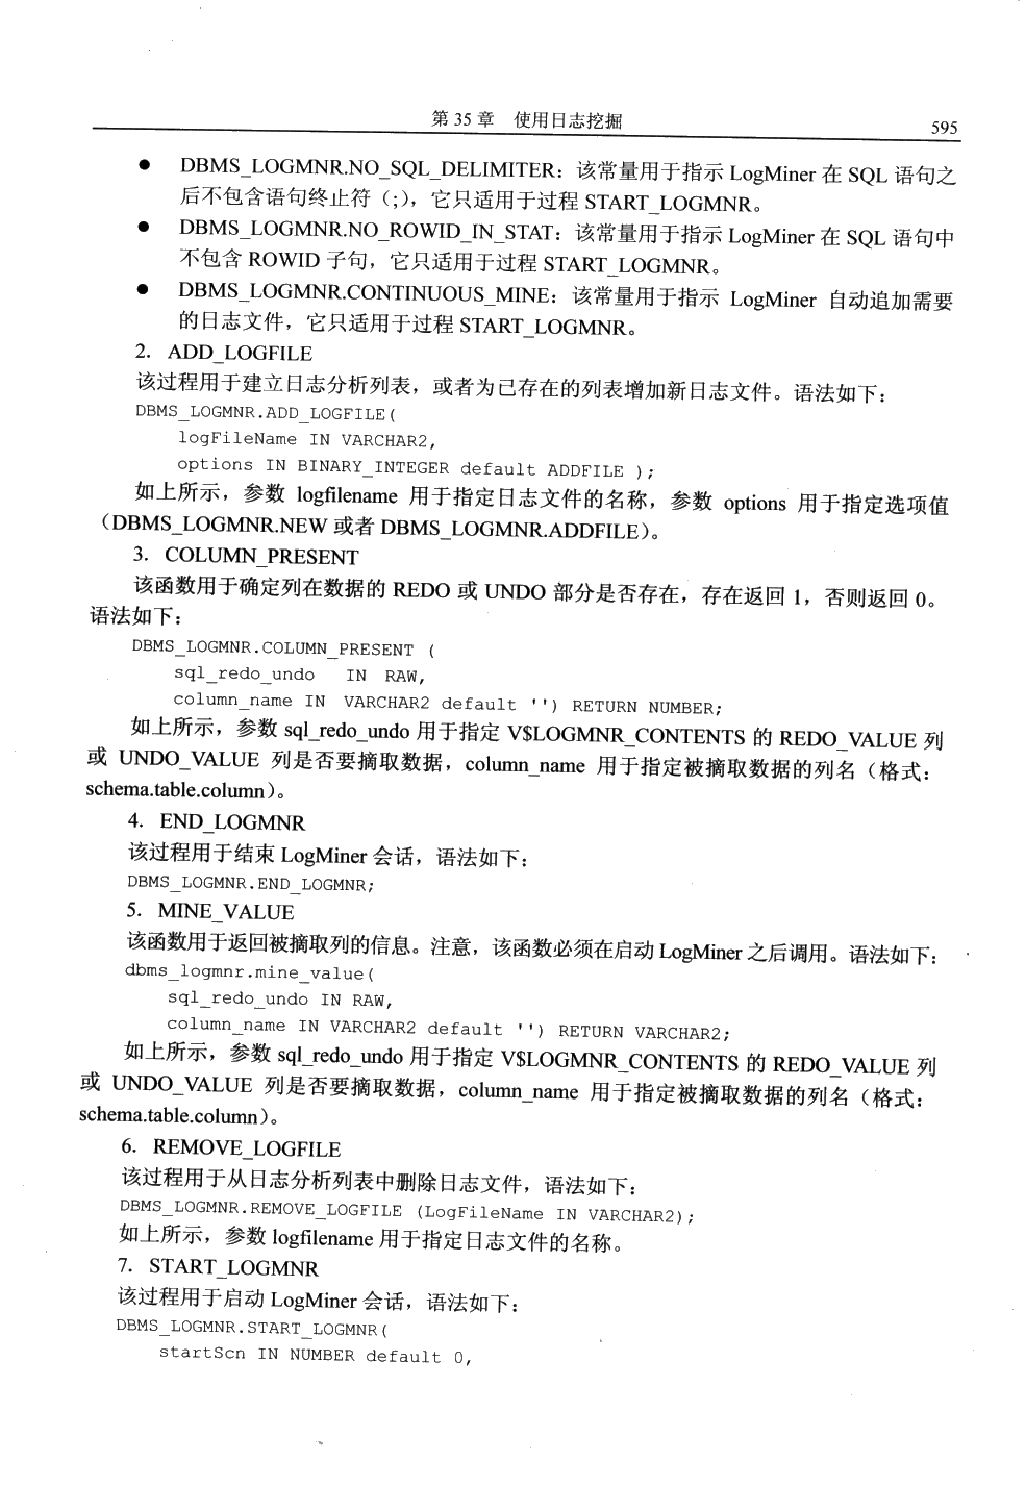 第 35 章　使用日志挖掘
595
● DBMS_LOGMNR.NO_SQL_DELIMITER：该常量用于指示 LogMiner 在 SQL 语句之
后不包含语句终止符（;），它只适用于过程 START_LOGMNR。
● DBMS_LOGMNR.NO_ROWID_IN_STAT：该常量用于指示 LogMiner 在 SQL 语句中
不包含 ROWID 子句，它只适用于过程 START_LOGMNR。
● DBMS_LOGMNR.CONTINUOUS_MINE：该常量用于指示 LogMiner 自动追加需要
的日志文件，它只适用于过程 START_LOGMNR。
2．ADD_LOGFILE
该过程用于建立日志分析列表，或者为已存在的列表增加新日志文件。语法如下：
DBMS_LOGMNR.ADD_LOGFILE(
logFileName IN VARCHAR2,
options IN BINARY_INTEGER default ADDFILE );
如上所示，参数 logfilename 用于指定日志文件的名称，参数 options 用于指定选项值
（DBMS_LOGMNR.NEW 或者 DBMS_LOGMNR.ADDFILE）。
3．COLUMN_PRESENT
该函数用于确定列在数据的 REDO 或 UNDO 部分是否存在，存在返回 1，否则返回 0。
语法如下：
DBMS_LOGMNR.COLUMN_PRESENT (
sql_redo_undo IN RAW,
column_name IN VARCHAR2 default '') RETURN NUMBER;
如上所示，参数 sql_redo_undo 用于指定 V$LOGMNR_CONTENTS 的 REDO_VALUE 列
或 UNDO_VALUE 列是否要摘取数据，column_name 用于指定被摘取数据的列名（格式：
schema.table.column）。
4．END_LOGMNR
该过程用于结束 LogMiner 会话，语法如下：
DBMS_LOGMNR.END_LOGMNR;
5．MINE_VALUE
该函数用于返回被摘取列的信息。注意，该函数必须在启动 LogMiner 之后调用。语法如下：
dbms_logmnr.mine_value(
sql_redo_undo IN RAW,
column_name IN VARCHAR2 default '') RETURN VARCHAR2;
如上所示，参数 sql_redo_undo 用于指定 V$LOGMNR_CONTENTS 的 REDO_VALUE 列
或 UNDO_VALUE 列是否要摘取数据，column_name 用于指定被摘取数据的列名（格式：
schema.table.column）。
6．REMOVE_LOGFILE
该过程用于从日志分析列表中删除日志文件，语法如下：
DBMS_LOGMNR.REMOVE_LOGFILE (LogFileName IN VARCHAR2);
如上所示，参数 logfilename 用于指定日志文件的名称。
7．START_LOGMNR
该过程用于启动 LogMiner 会话，语法如下：
DBMS_LOGMNR.START_LOGMNR(
startScn IN NUMBER default 0,